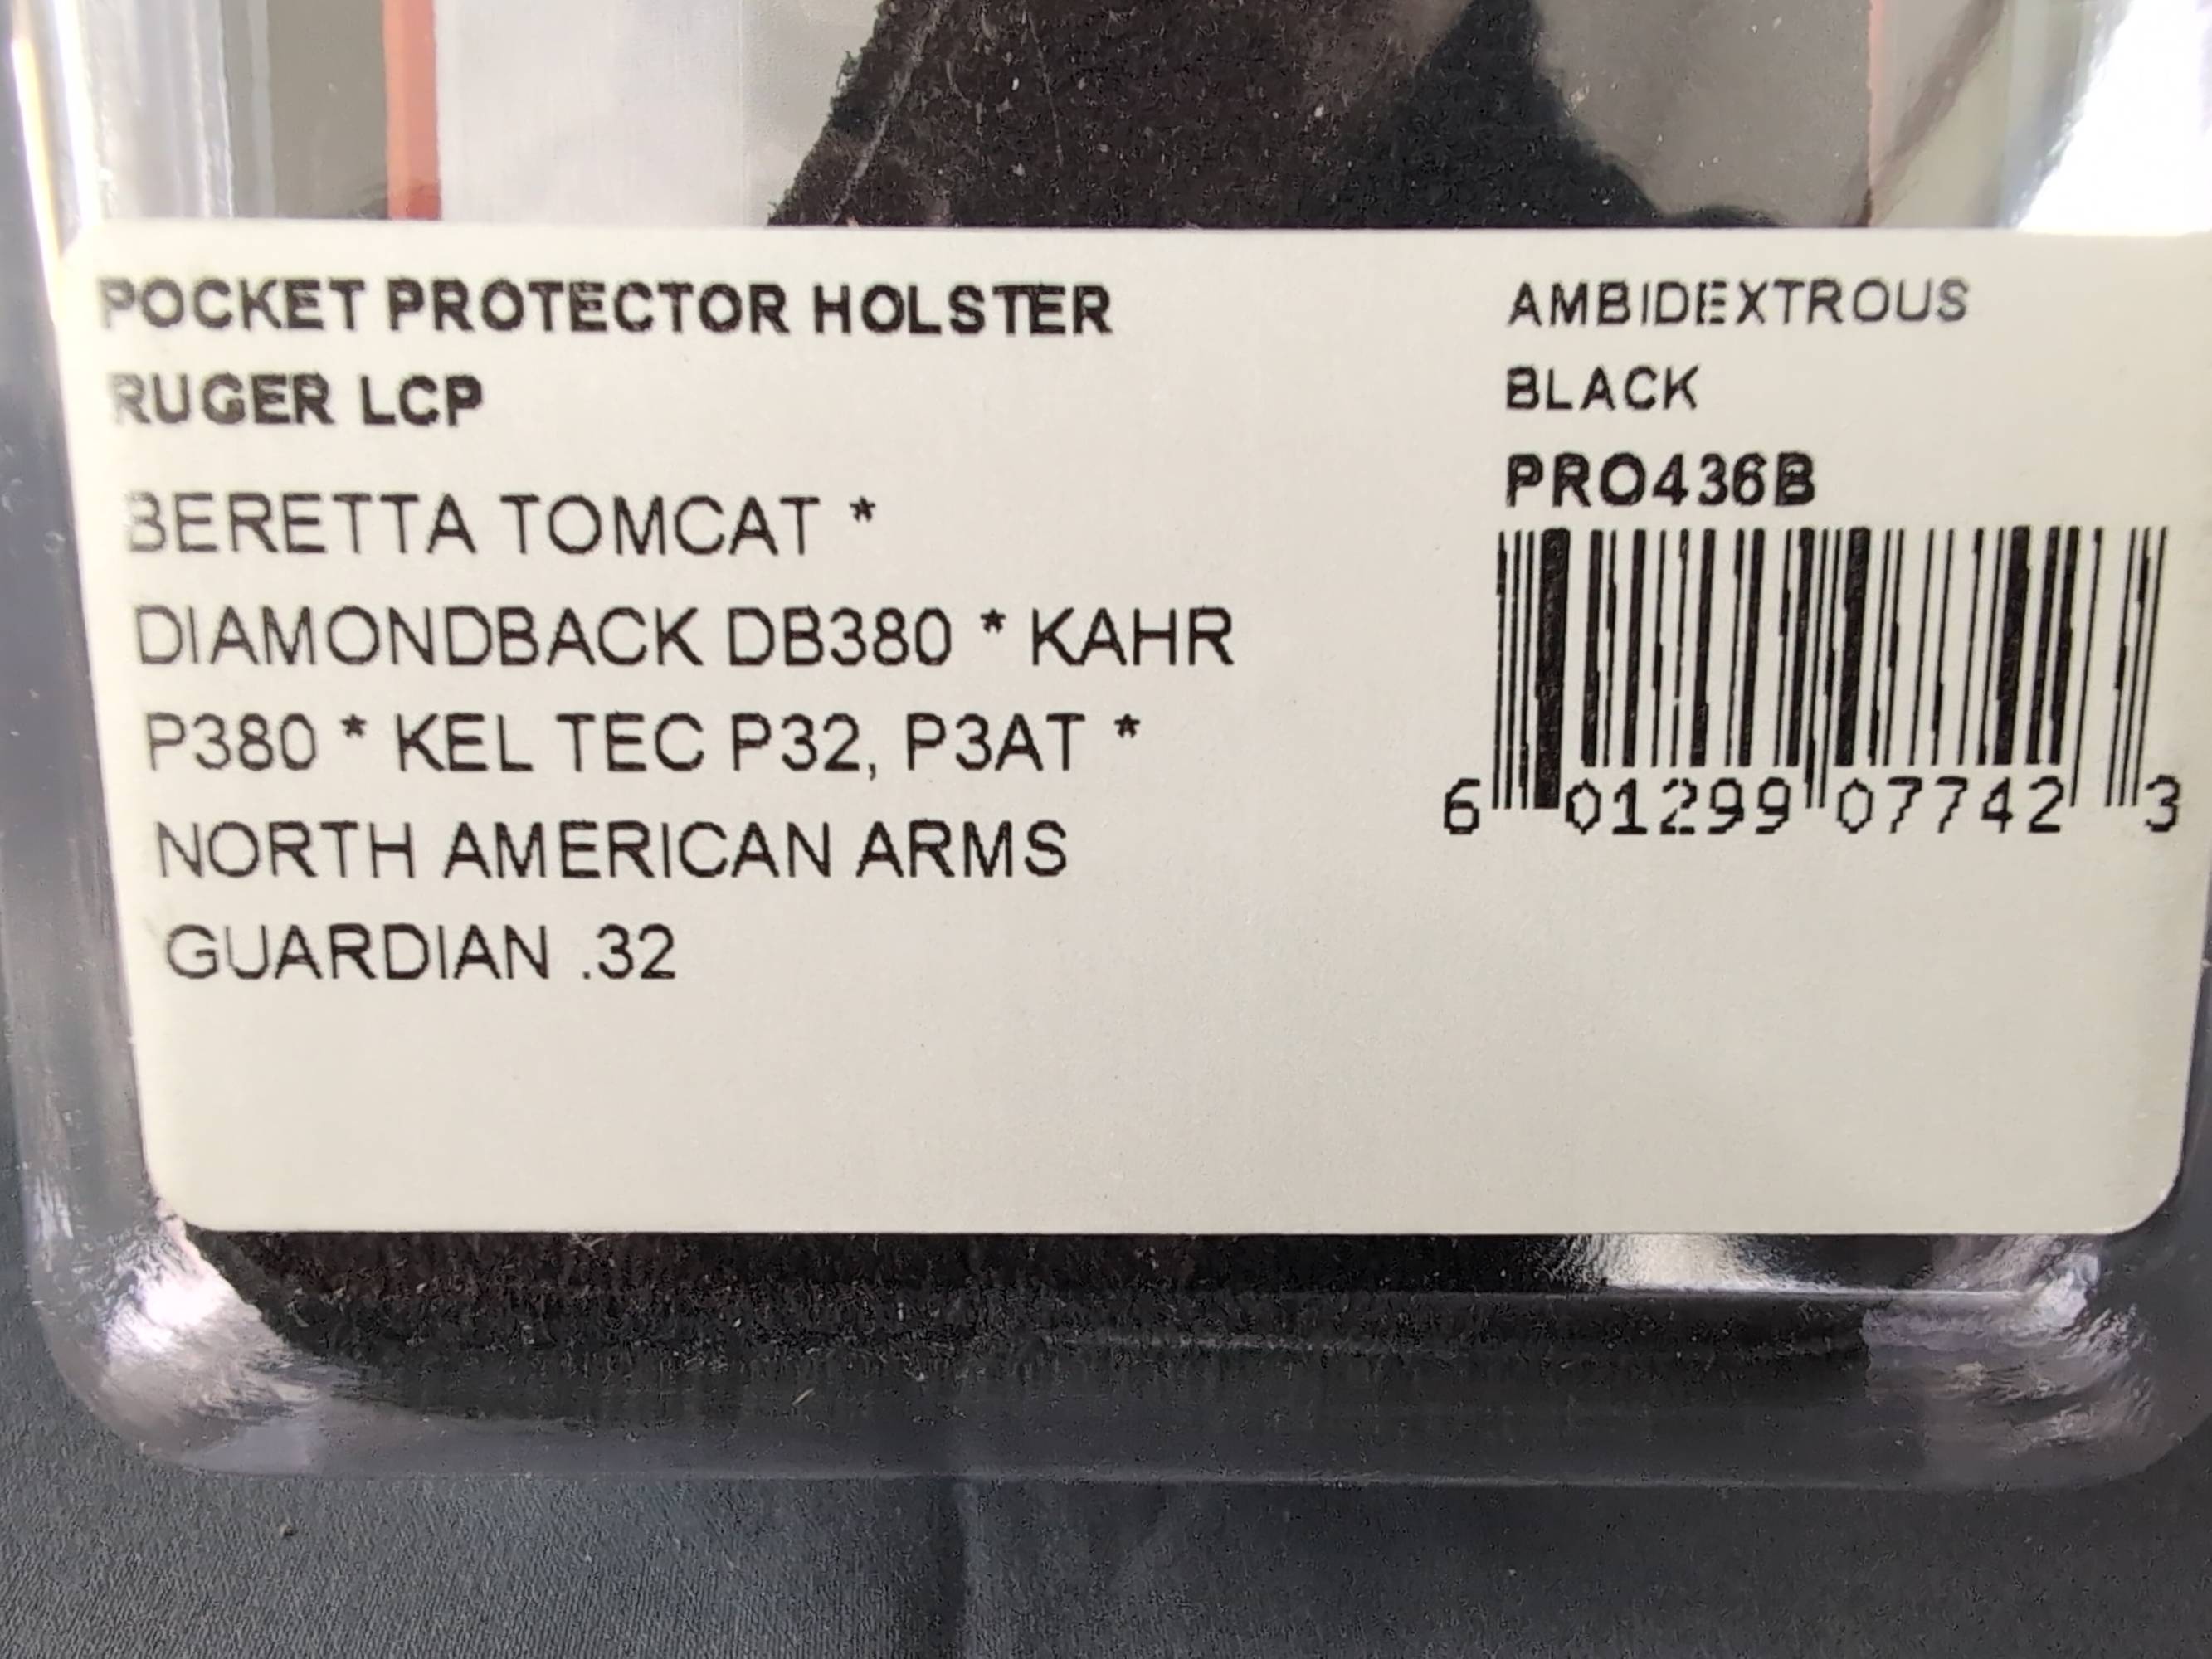 POCKET PROTECTOR HOLSTER
RUGER LCP
BERETTA TOMCAT *
DIAMONDBACK DB380 * KAHR
P380 * KEL TEC P32, P3AT *
NORTH AMERICAN ARMS
GUARDIAN .32
AMBIDEXTROUS
BLACK
PRO436B
6 01299 07742 3